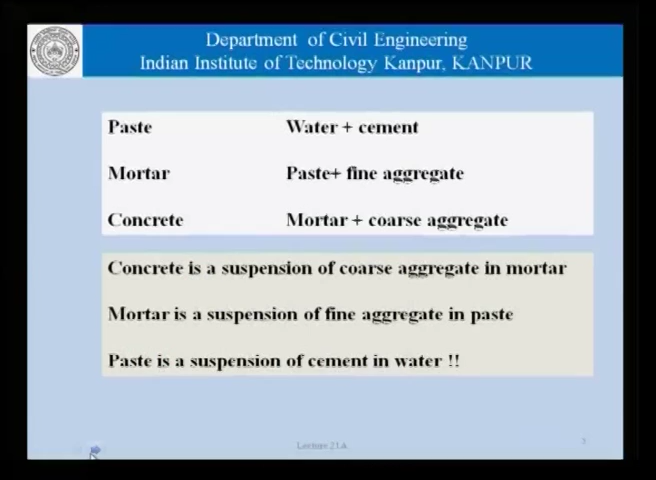 Department of Civil Engineering
Indian Institute of Technology Kanpur, KANPUR
Paste Water + cement
Mortar Paste+ fine aggregate
Concrete Mortar + coarse aggregate
Concrete is a suspension of coarse aggregate in mortar
Mortar is a suspension of fine aggregate in paste
Paste is a suspension of cement in water !!
Lecture 21A